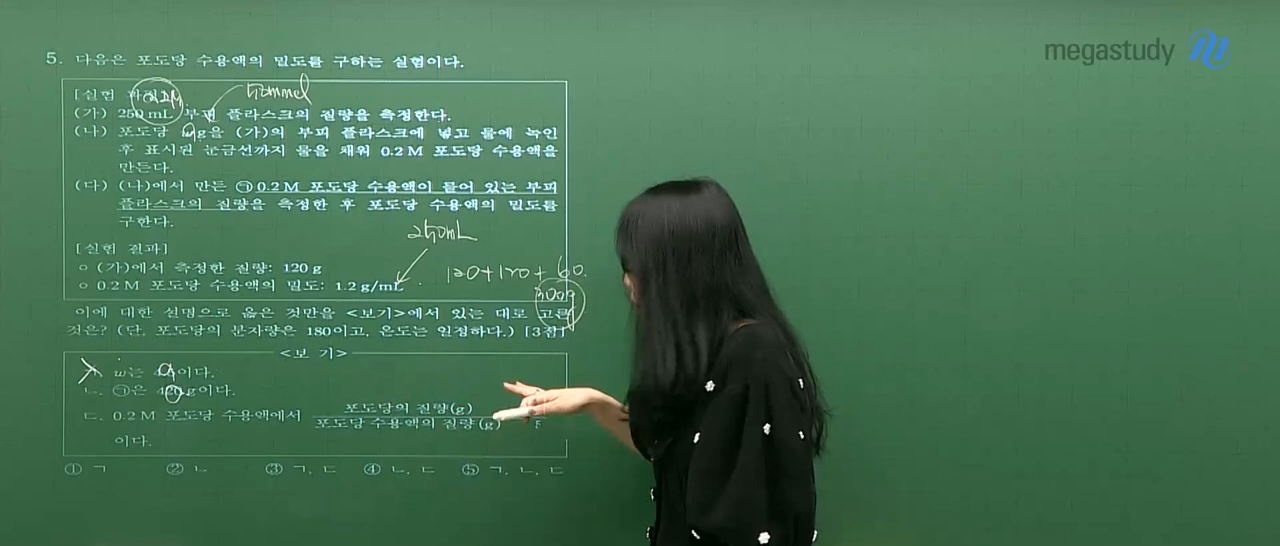 megastudy
5. 다음은 포도당 수용액의 밀도를 구하는 실험이다.
[실험 과정]
0.2M
50mmol
(가) 250 mL 부피 플라스크의 질량을 측정한다.
(나) 포도당 w g을 (가)의 부피 플라스크에 넣고 물에 녹인
후 표시된 눈금선까지 물을 채워 0.2 M 포도당 수용액을
만든다.
(다) (나)에서 만든 ㉠ 0.2 M 포도당 수용액이 들어 있는 부피
플라스크의 질량을 측정한 후 포도당 수용액의 밀도를
구한다.
250mL
[실험 결과]
○ (가)에서 측정한 질량: 120 g
○ 0.2 M 포도당 수용액의 밀도: 1.2 g/mL
120+120+60
300g
이에 대한 설명으로 옳은 것만을 <보기>에서 있는 대로 고른
것은? (단, 포도당의 분자량은 180이고, 온도는 일정하다.) [3점]
<보 기>
w는 이다.
ㄴ. ㉠은 420 g이다.
ㄷ. 0.2 M 포도당 수용액에서 포도당의 질량(g)
포도당 수용액의 질량(g)
이다.
① ㄱ ② ㄴ ③ ㄱ, ㄷ ④ ㄴ, ㄷ ⑤ ㄱ, ㄴ, ㄷ